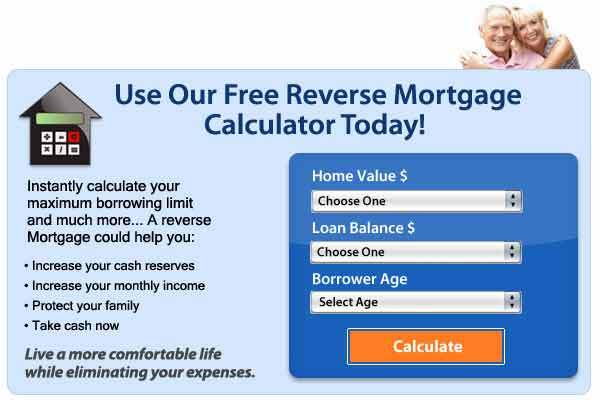 Use Our Free Reverse Mortgage
Calculator Today!
Instantly calculate your
maximum borrowing limit
and much more... A reverse
Mortgage could help you:
• Increase your cash reserves
• Increase your monthly income
• Protect your family
• Take cash now
Live a more comfortable life
while eliminating your expenses.
Home Value $
Choose One
Loan Balance $
Choose One
Borrower Age
Select Age
Calculate